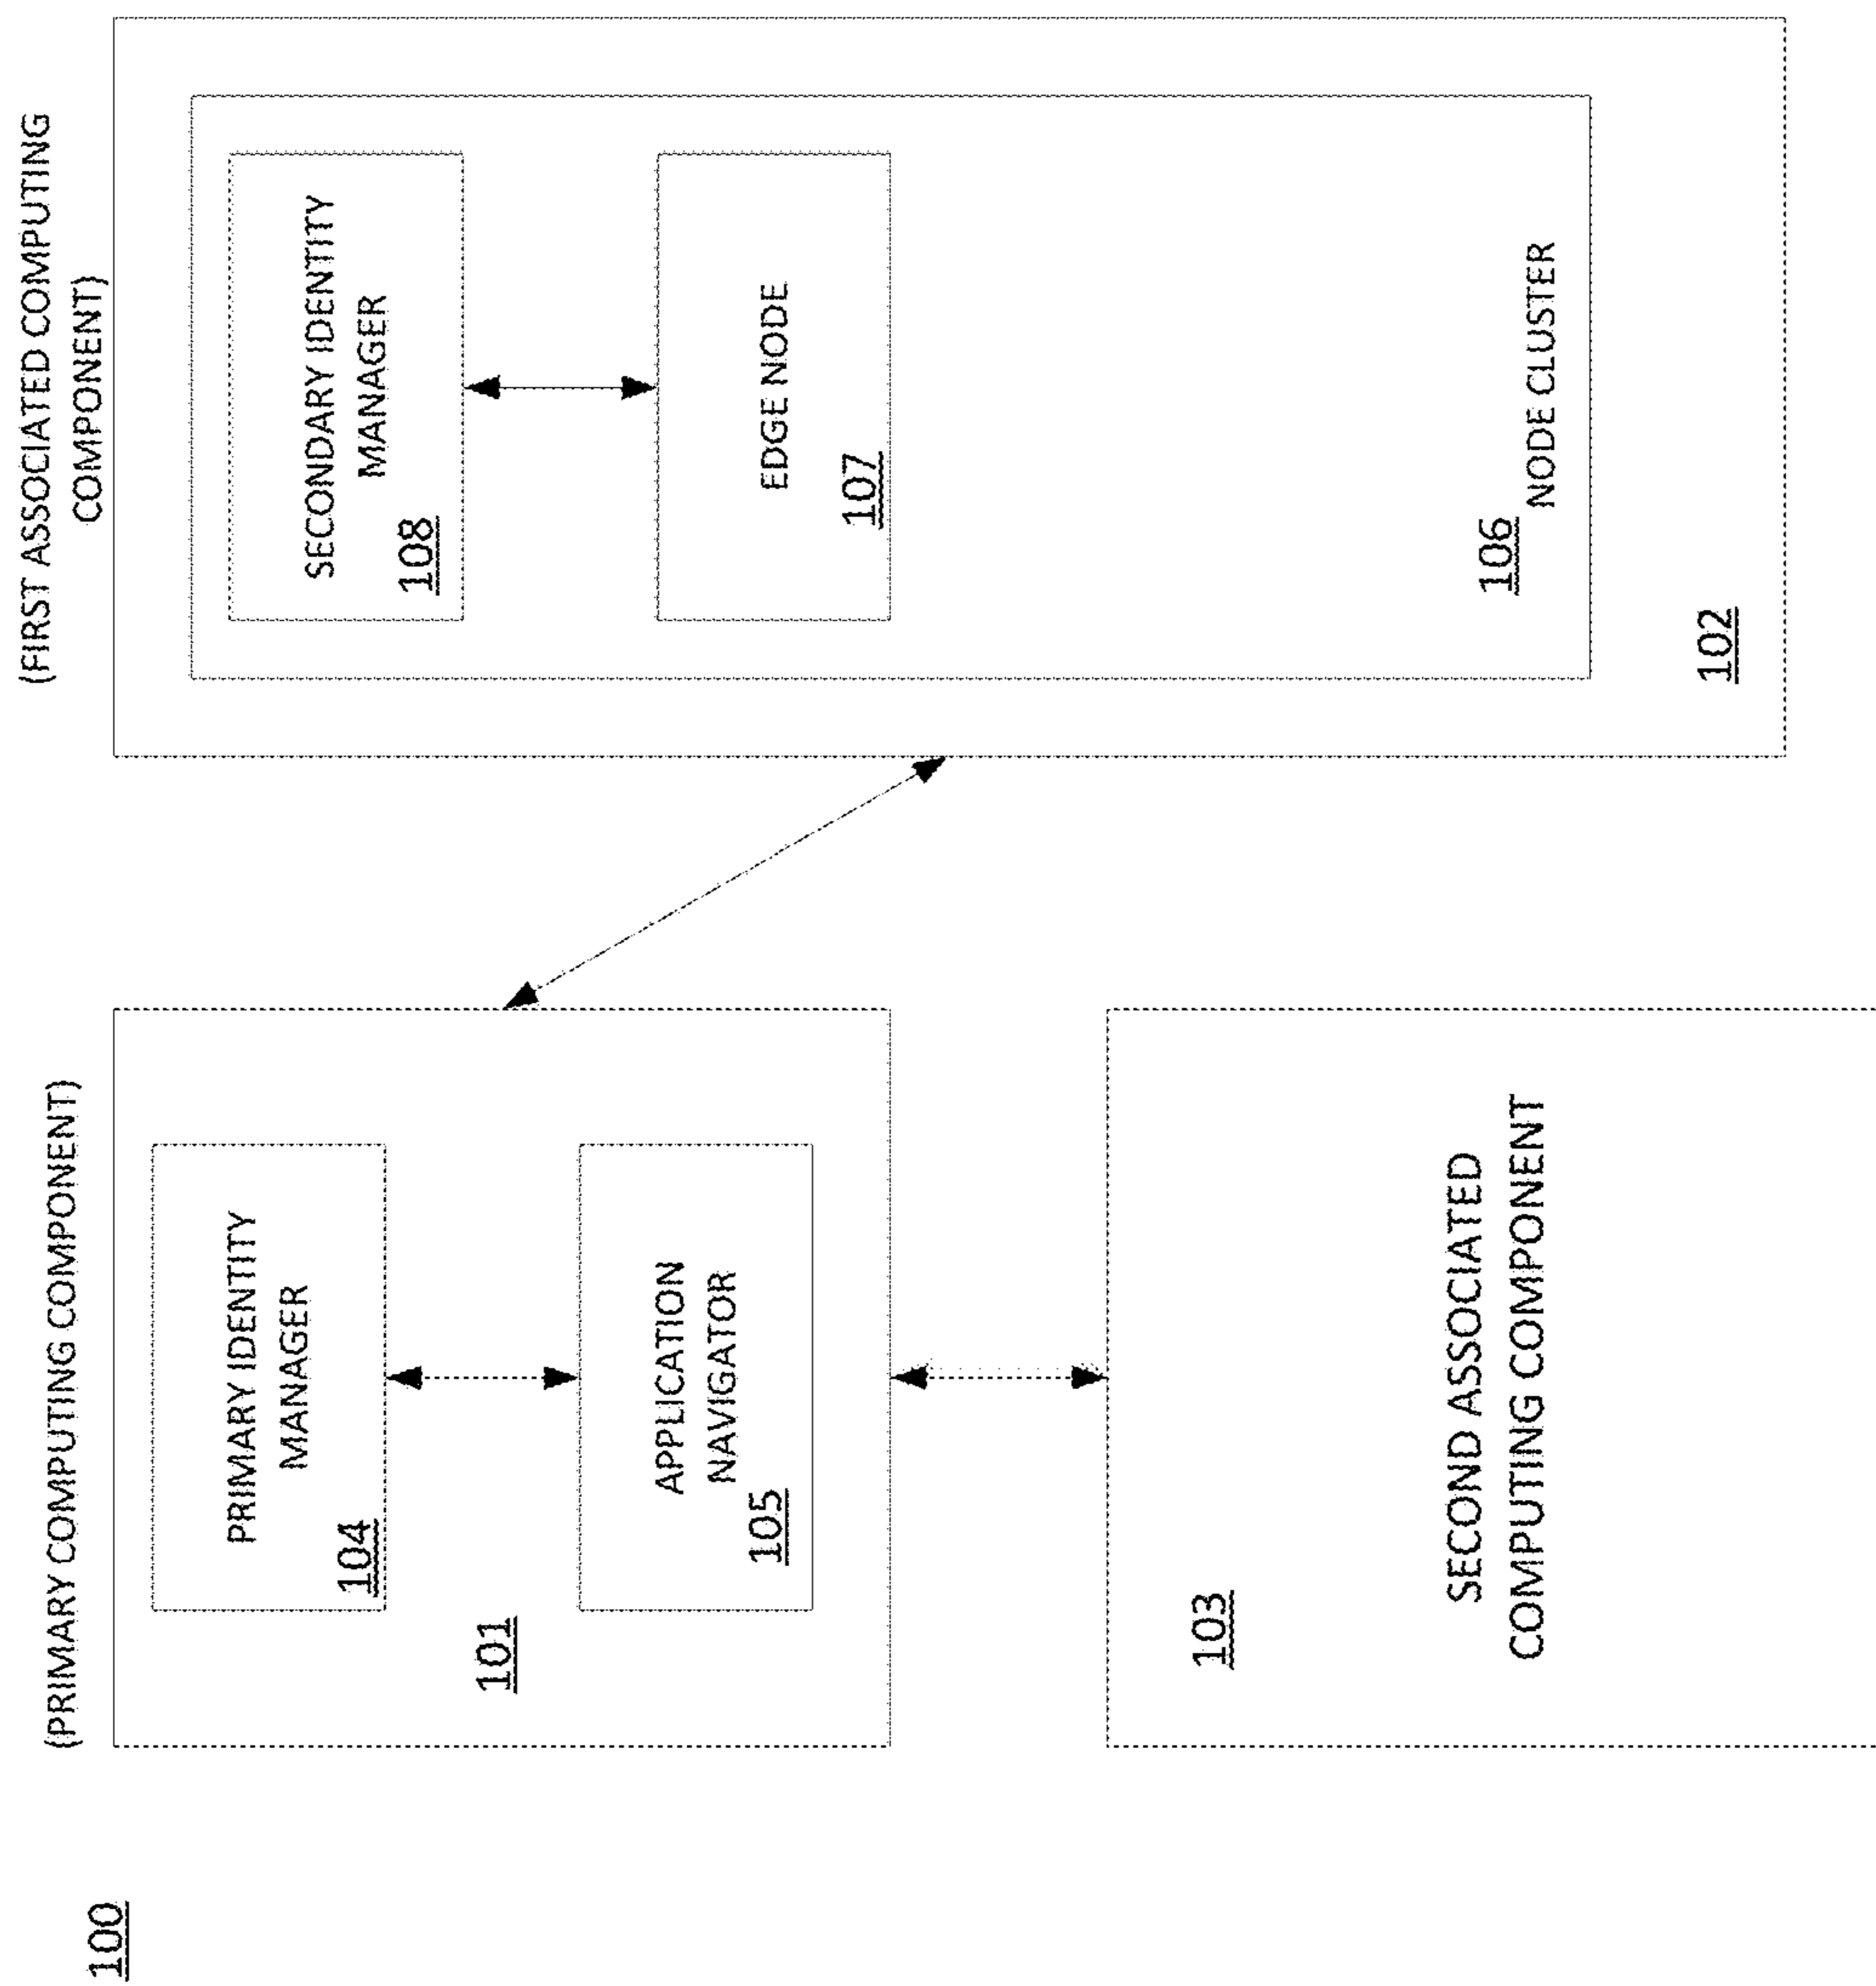 100
(PRIMARY COMPUTING COMPONENT)
PRIMARY IDENTITY
MANAGER
104
101
APPLICATION
NAVIGATOR
105
103
SECOND ASSOCIATED
COMPUTING COMPONENT
(FIRST ASSOCIATED COMPUTING
COMPONENT)
SECONDARY IDENTITY
MANAGER
108
EDGE NODE
107
106
NODE CLUSTER
102